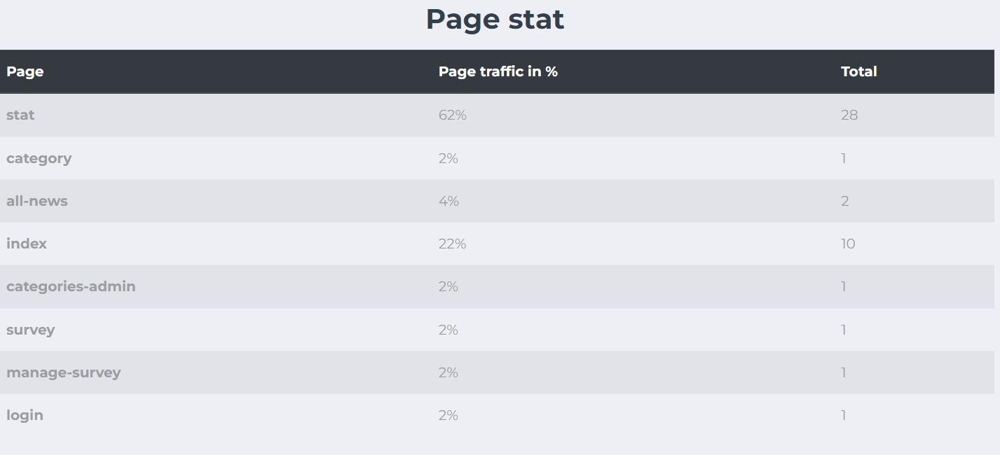 Page stat
Page Page traffic in % Total
stat 62% 28
category 2% 1
all-news 4% 2
index 22% 10
categories-admin 2% 1
survey 2% 1
manage-survey 2% 1
login 2% 1